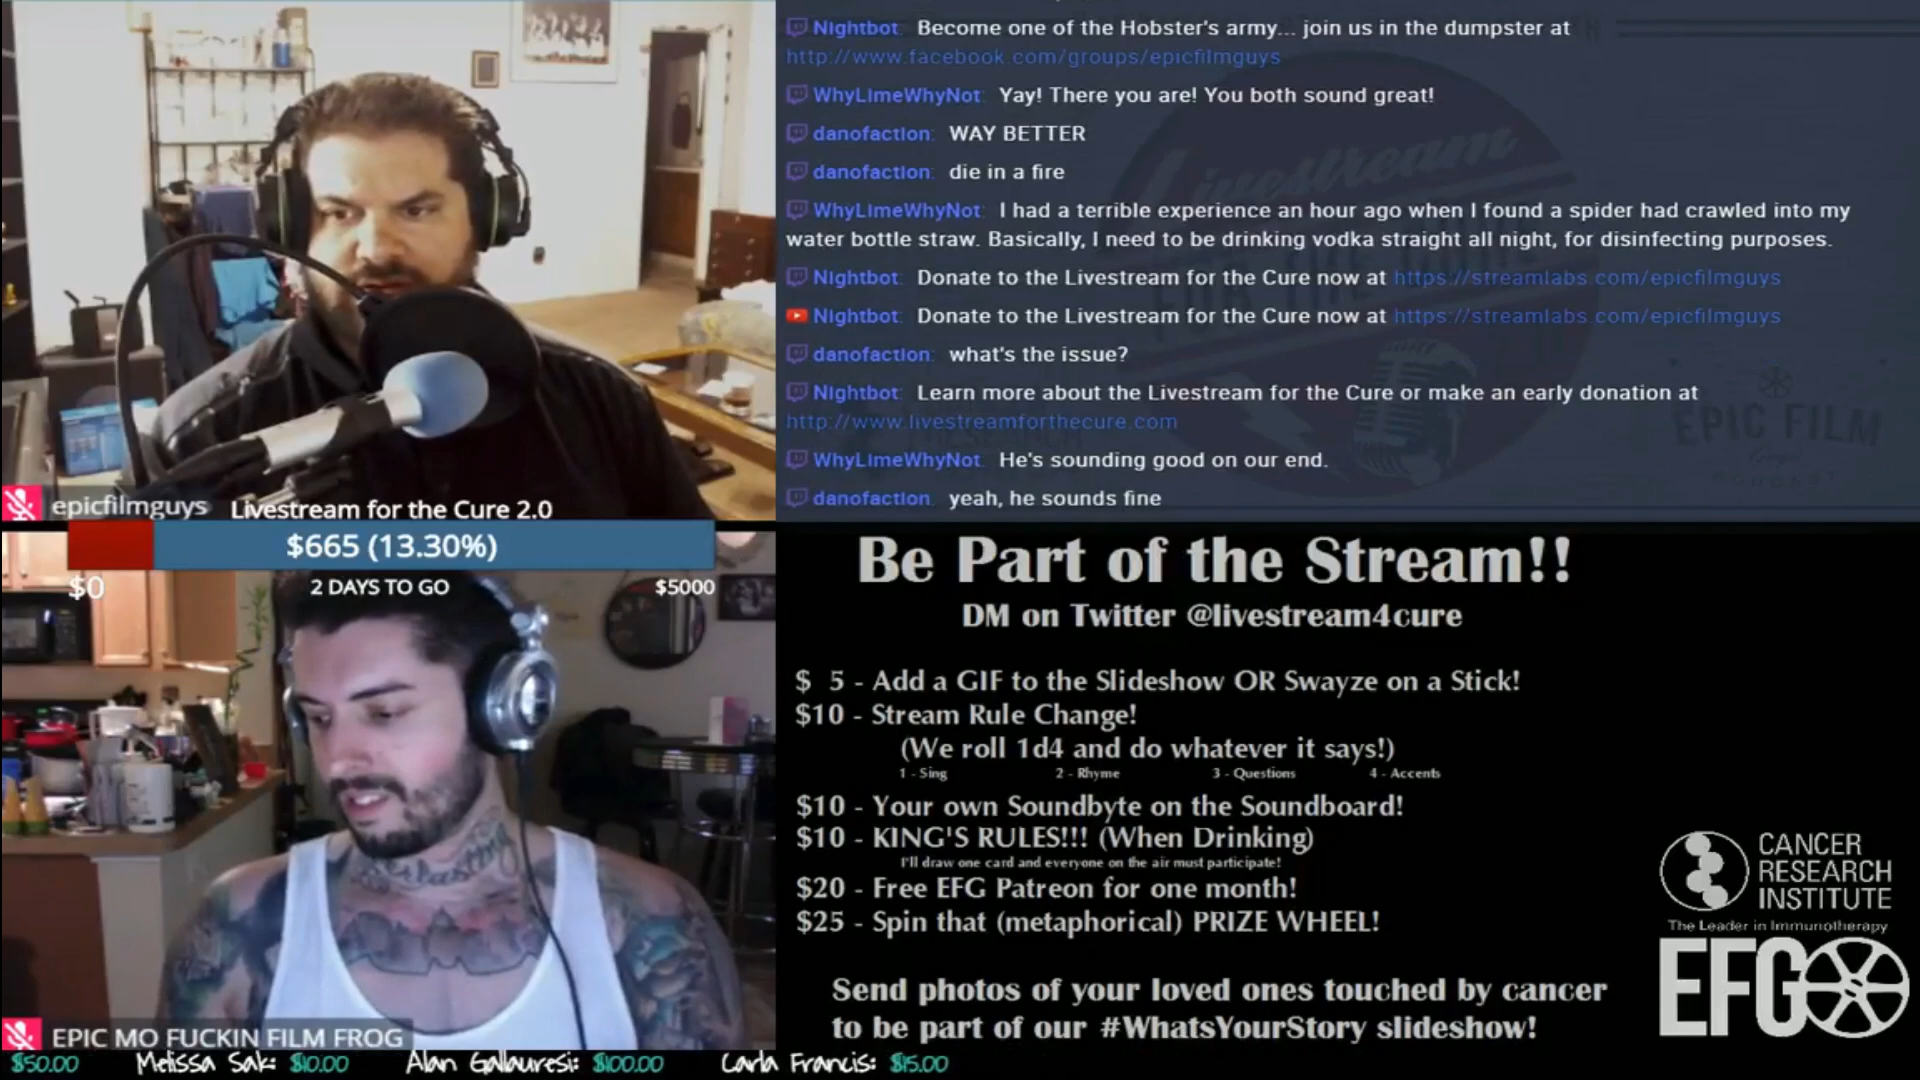 Nightbot: Become one of the Hobster's army... join us in the dumpster at
http://www.facebook.com/groups/epicfilmguys
WhyLimeWhyNot: Yay! There you are! You both sound great!
danofaction: WAY BETTER
danofaction: die in a fire
WhyLimeWhyNot: I had a terrible experience an hour ago when I found a spider had crawled into my
water bottle straw. Basically, I need to be drinking vodka straight all night, for disinfecting purposes.
Nightbot: Donate to the Livestream for the Cure now at https://streamlabs.com/epicfilmguys
Nightbot: Donate to the Livestream for the Cure now at https://streamlabs.com/epicfilmguys
danofaction: what's the issue?
Nightbot: Learn more about the Livestream for the Cure or make an early donation at
http://www.livestreamforthecure.com
WhyLimeWhyNot: He's sounding good on our end.
danofaction: yeah, he sounds fine
Livestream
FOR THE CURE
EPIC FILM
Guys
PODCAST
epicfilmguys
Livestream for the Cure 2.0
$665 (13.30%)
$0
2 DAYS TO GO
$5000
EPIC MO FUCKIN FILM FROG
Be Part of the Stream!!
DM on Twitter @livestream4cure
$ 5 - Add a GIF to the Slideshow OR Swayze on a Stick!
$10 - Stream Rule Change!
(We roll 1d4 and do whatever it says!)
1 - Sing 2 - Rhyme 3 - Questions 4 - Accents
$10 - Your own Soundbyte on the Soundboard!
$10 - KING'S RULES!!! (When Drinking)
I'll draw one card and everyone on the air must participate!
$20 - Free EFG Patreon for one month!
$25 - Spin that (metaphorical) PRIZE WHEEL!
Send photos of your loved ones touched by cancer
to be part of our #WhatsYourStory slideshow!
CANCER
RESEARCH
INSTITUTE
The Leader in Immunotherapy
EFG
$50.00 Melissa Sak: $10.00 Alan Gallauresi: $100.00 Carla Francis: $15.00